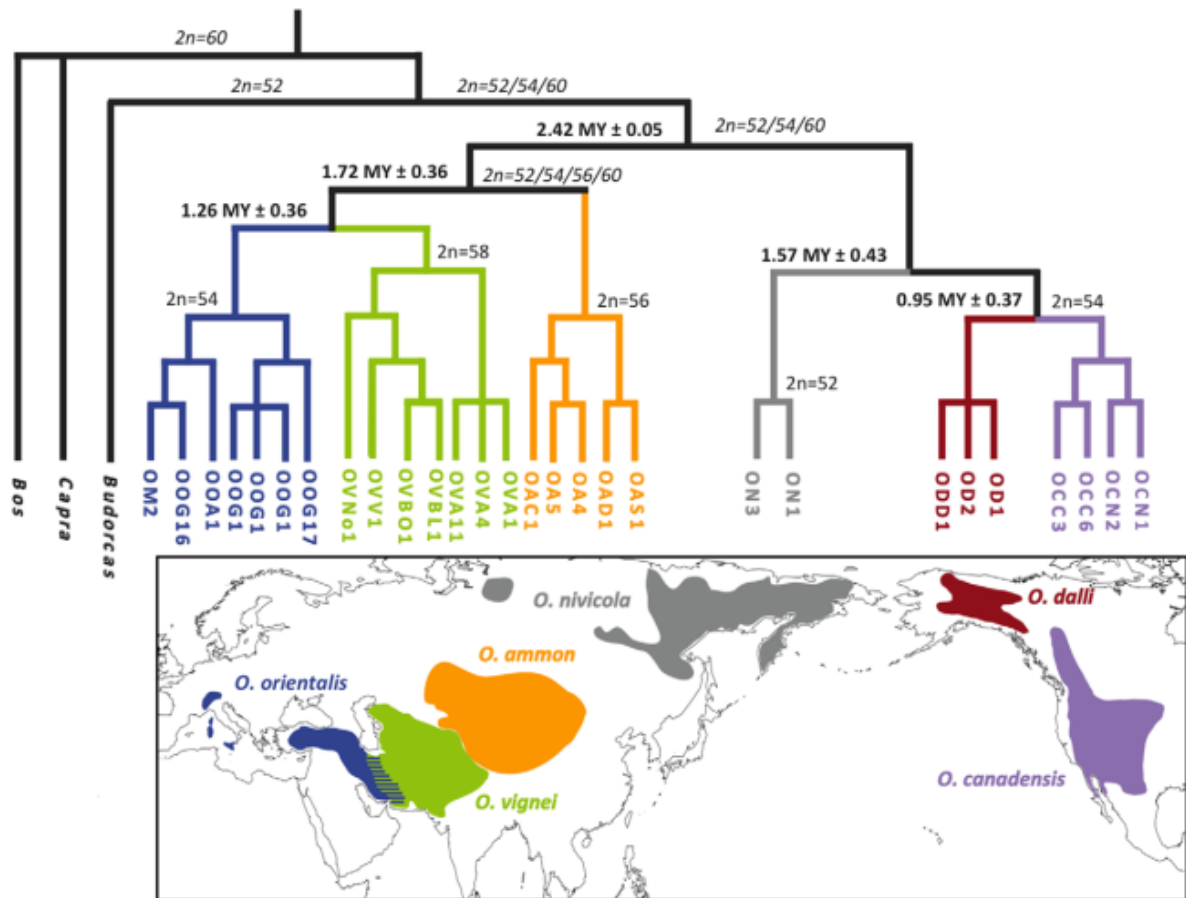 2n=60
2n=52
2n=52/54/60
2.42 MY ± 0.05
2n=52/54/60
1.72 MY ± 0.36
2n=52/54/56/60
1.26 MY ± 0.36
2n=58
1.57 MY ± 0.43
2n=54
2n=56
0.95 MY ± 0.37
2n=54
2n=52
Bos
Capra
Budorcas
OM2
OOG16
OOA1
OOG1
OOG1
OOG1
OOG17
OVNo1
OVV1
OVBO1
OVBL1
OVA11
OVA4
OVA1
OAC1
OA5
OA4
OAD1
OAS1
ON3
ON1
ODD1
OD2
OD1
OCC3
OCC6
OCN2
OCN1
O. nivicola
O. dalli
O. ammon
O. orientalis
O. canadensis
O. vignei